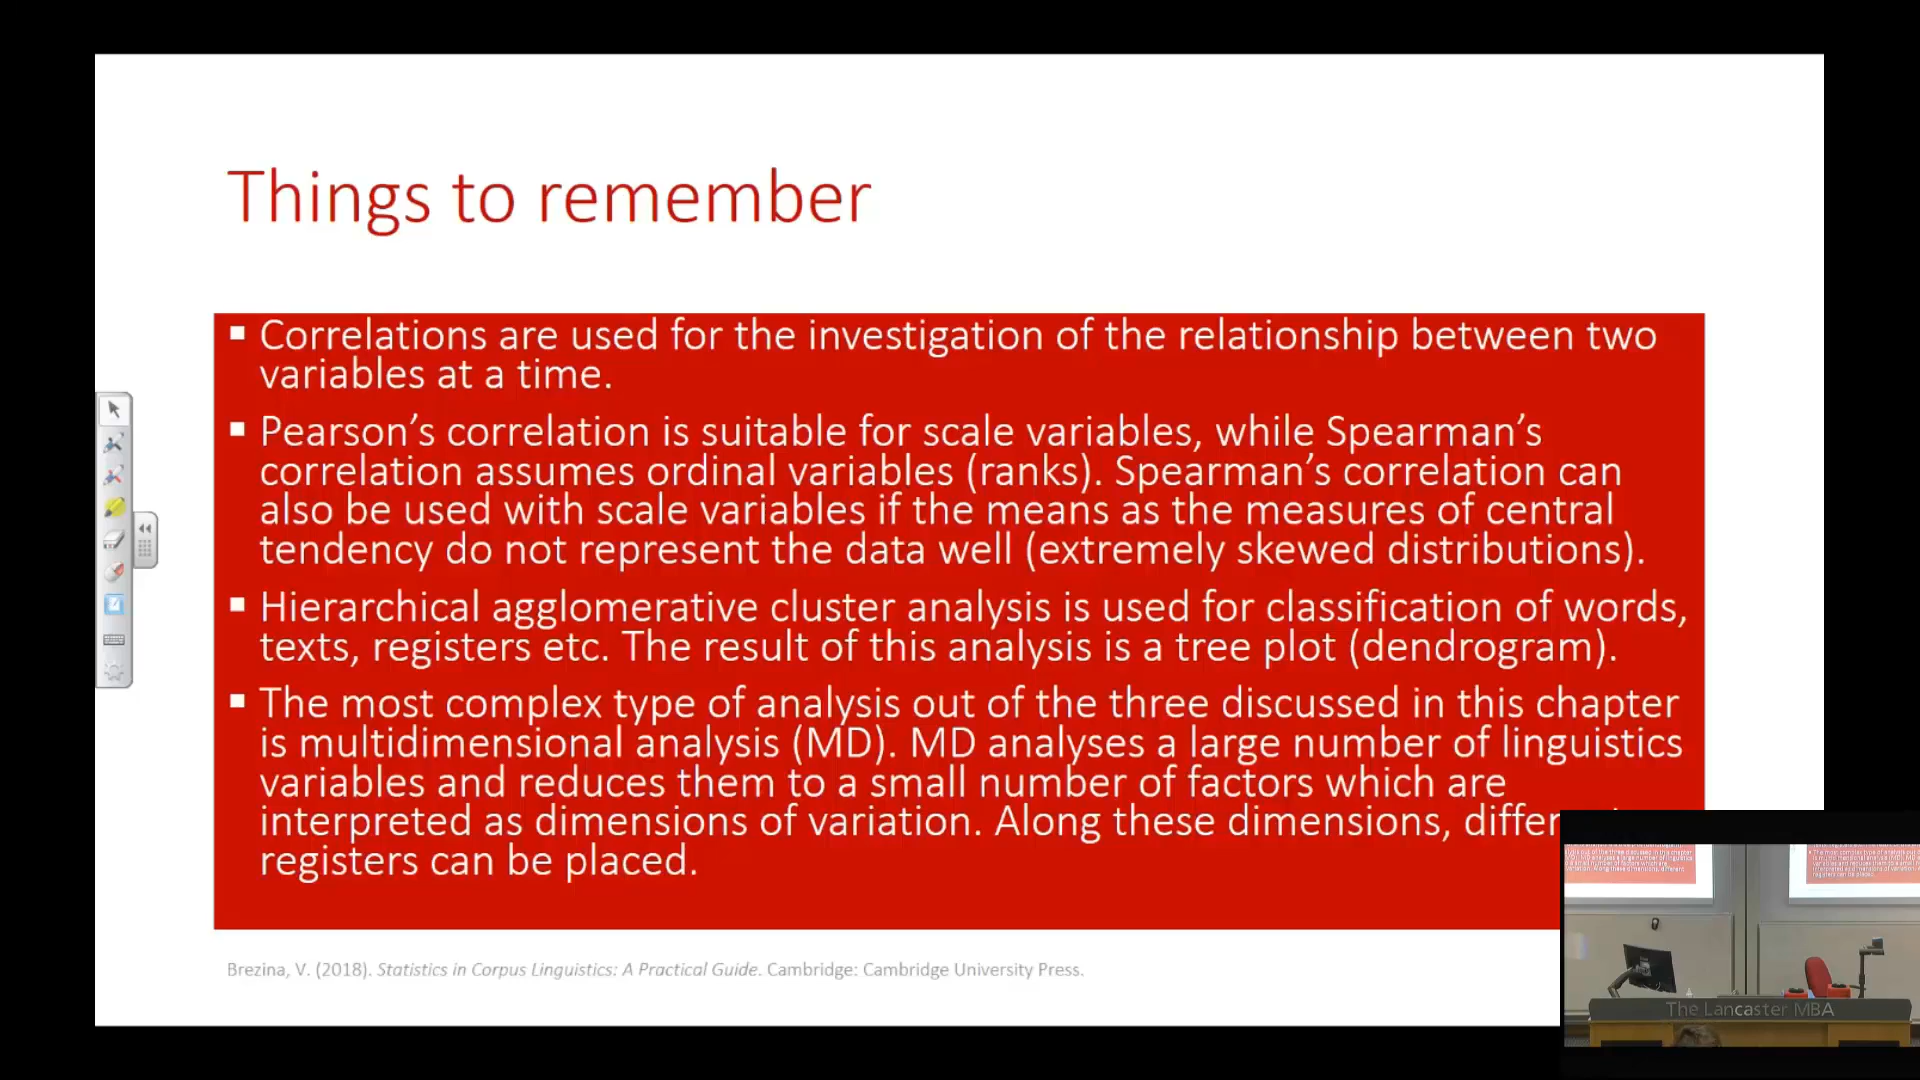 Things to remember
▪ Correlations are used for the investigation of the relationship between two
variables at a time.
▪ Pearson’s correlation is suitable for scale variables, while Spearman’s
correlation assumes ordinal variables (ranks). Spearman’s correlation can
also be used with scale variables if the means as the measures of central
tendency do not represent the data well (extremely skewed distributions).
▪ Hierarchical agglomerative cluster analysis is used for classification of words,
texts, registers etc. The result of this analysis is a tree plot (dendrogram).
▪ The most complex type of analysis out of the three discussed in this chapter
is multidimensional analysis (MD). MD analyses a large number of linguistics
variables and reduces them to a small number of factors which are
interpreted as dimensions of variation. Along these dimensions,
registers can be placed.
Brezina, V. (2018). Statistics in Corpus Linguistics: A Practical Guide. Cambridge: Cambridge University Press.
The Lancaster MBA